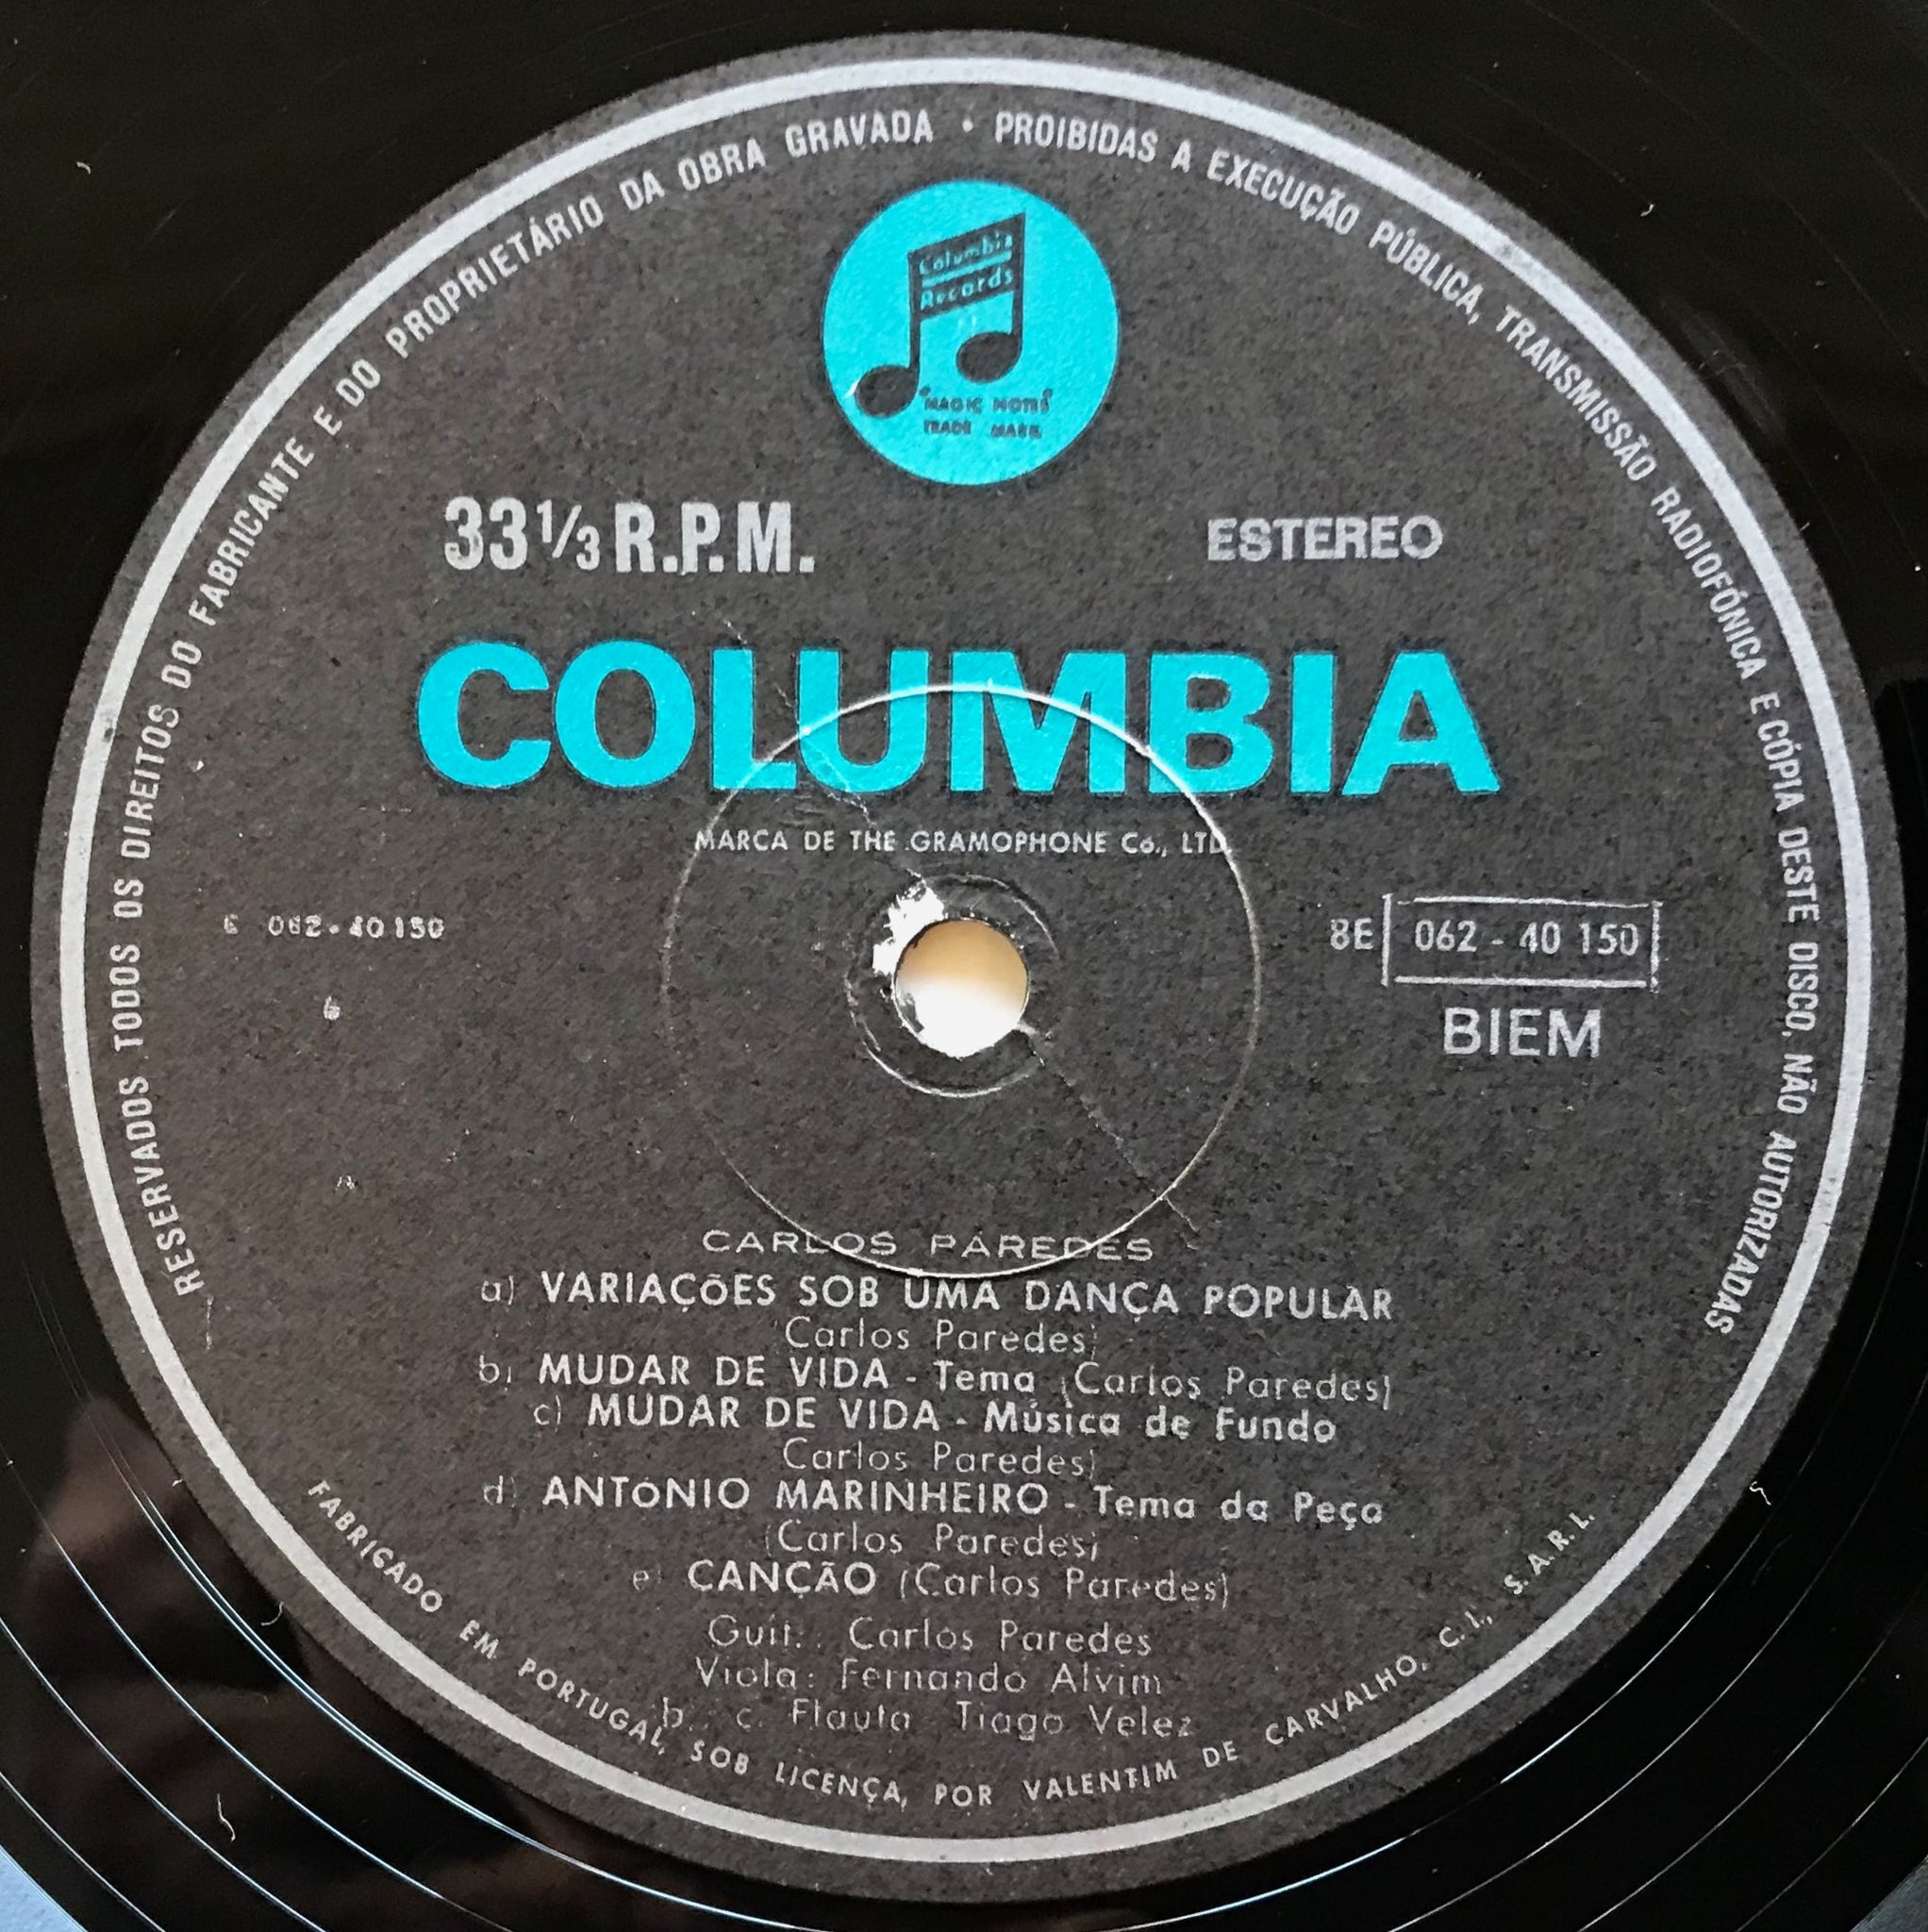 RESERVADOS TODOS OS DIREITOS DO FABRICANTE E DO PROPRIETÁRIO DA OBRA GRAVADA • PROIBIDAS A EXECUÇÃO PÚBLICA, TRANSMISSÃO RADIOFÓNICA E CÓPIA DESTE DISCO, NÃO AUTORIZADAS
Columbia
Records
"MAGIC NOTES"
TRADE MARK
33 1/3 R.P.M. ESTEREO
COLUMBIA
MARCA DE THE GRAMOPHONE Co., LTD.
062-40150
8E 062 - 40 150
BIEM
CARLOS PAREDES
a) VARIAÇÕES SOB UMA DANÇA POPULAR
Carlos Paredes)
b) MUDAR DE VIDA - Tema (Carlos Paredes)
c) MUDAR DE VIDA - Música de Fundo
Carlos Paredes)
d) ANTÓNIO MARINHEIRO - Tema da Peça
(Carlos Paredes)
e) CANÇÃO (Carlos Paredes)
Guit.: Carlos Paredes
Viola: Fernando Alvim
b. c. Flauta Tiago Velez
FABRICADO EM PORTUGAL, SOB LICENÇA, POR VALENTIM DE CARVALHO, C. I., S. A. R. L.